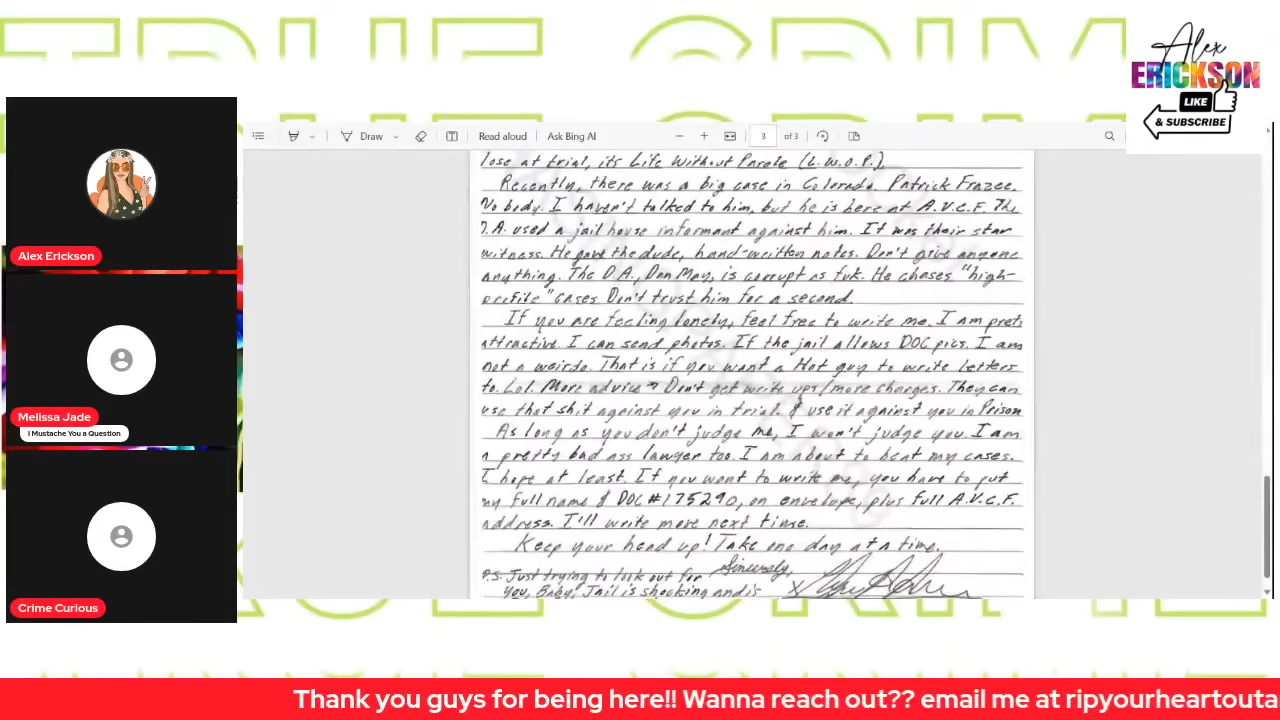 TRUE CRIME
Alex
ERICKSON
LIKE
& SUBSCRIBE
Draw
Read aloud
Ask Bing AI
3
of 3
lose at trial, its Life Without Parole (L.W.O.P.).
Recently, there was a big case in Colorado. Patrick Frazee.
No body. I haven't talked to him, but he is here at A.V.C.F. The
D.A. used a jail house informant against him. It was their star
witness. He gave the dude, hand-written notes. Don't give anyone
anything. The D.A., Dan May, is corrupt as fuk. He choses "high-
profile" cases Don't trust him for a second.
If you are feeling lonely, feel free to write me. I am pret
attractive. I can send photos. If the jail allows DOC pics. I am
not a weirdo. That is if you want a Hot guy to write letters
to. Lol. More advice → Don't get write ups/more charges. They can
use that shit against you in trial. & use it against you in Prison
As long as you don't judge me, I won't judge you. I am
a pretty bad ass lawyer too. I am about to beat my cases.
I hope at least. If you want to write me, you have to put
my full name & DOC #175290, on envelope, plus full A.V.C.F.
address. I'll write more next time.
Keep your head up! Take one day at a time.
Sincerely,
P.S. Just trying to look out for
you, Baby! Jail is shocking and is
X
Alex Erickson
Melissa Jade
I Mustache You a Question
Crime Curious
Thank you guys for being here!! Wanna reach out?? email me at ripyourheartouta